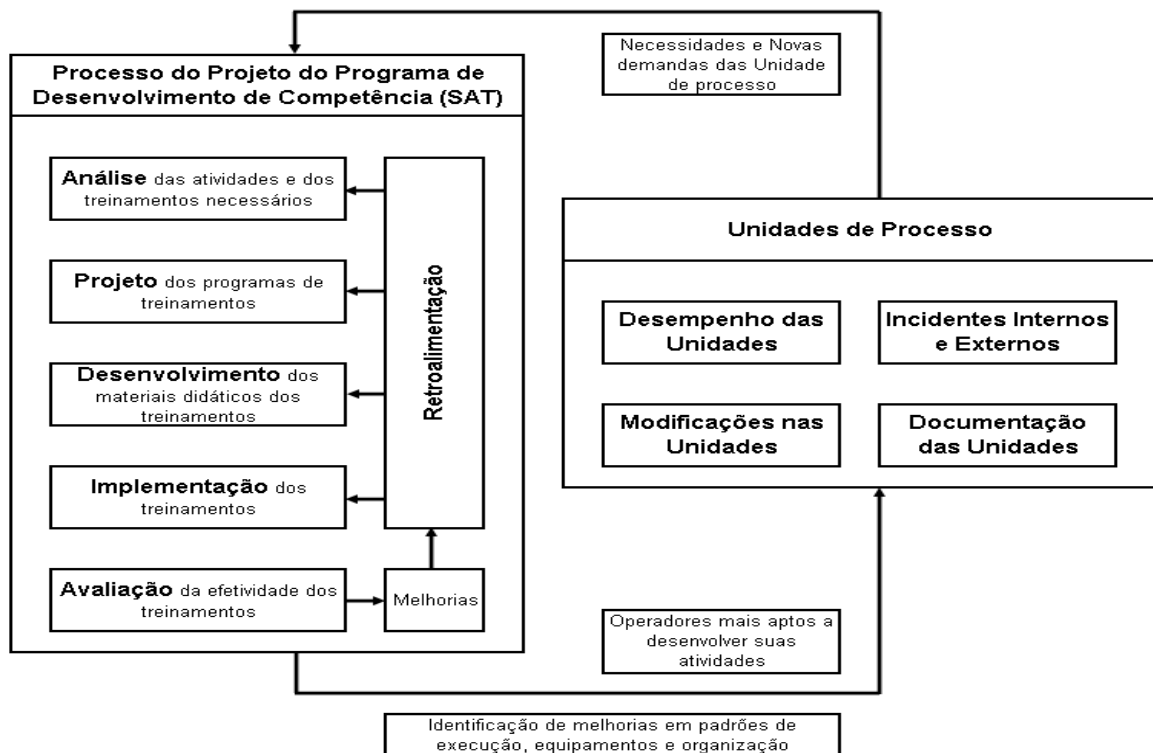 Processo do Projeto do Programa de
Desenvolvimento de Competência (SAT)
Análise das atividades e dos
treinamentos necessários
Projeto dos programas de
treinamentos
Desenvolvimento dos
materiais didáticos dos
treinamentos
Implementação dos
treinamentos
Avaliação da efetividade dos
treinamentos
Retroalimentação
Melhorias
Necessidades e Novas
demandas das Unidade
de processo
Unidades de Processo
Desempenho das
Unidades
Incidentes Internos
e Externos
Modificações nas
Unidades
Documentação
das Unidades
Operadores mais aptos a
desenvolver suas
atividades
Identificação de melhorias em padrões de
execução, equipamentos e organização